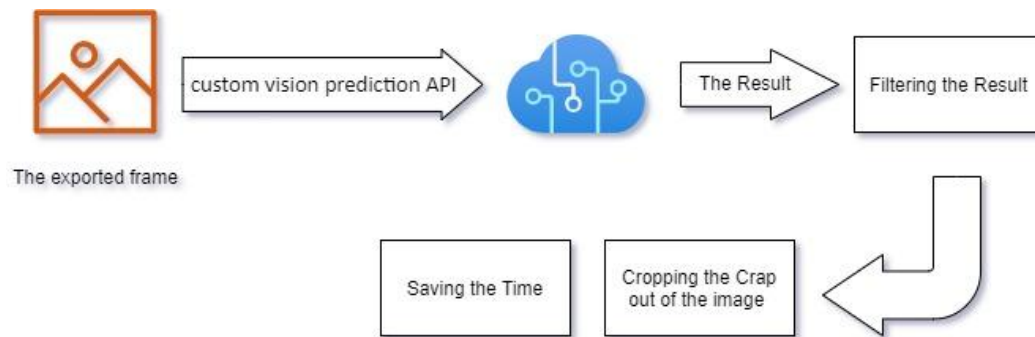 custom vision prediction API
The Result
Filtering the Result
The exported frame
Saving the Time
Cropping the Crap
out of the image